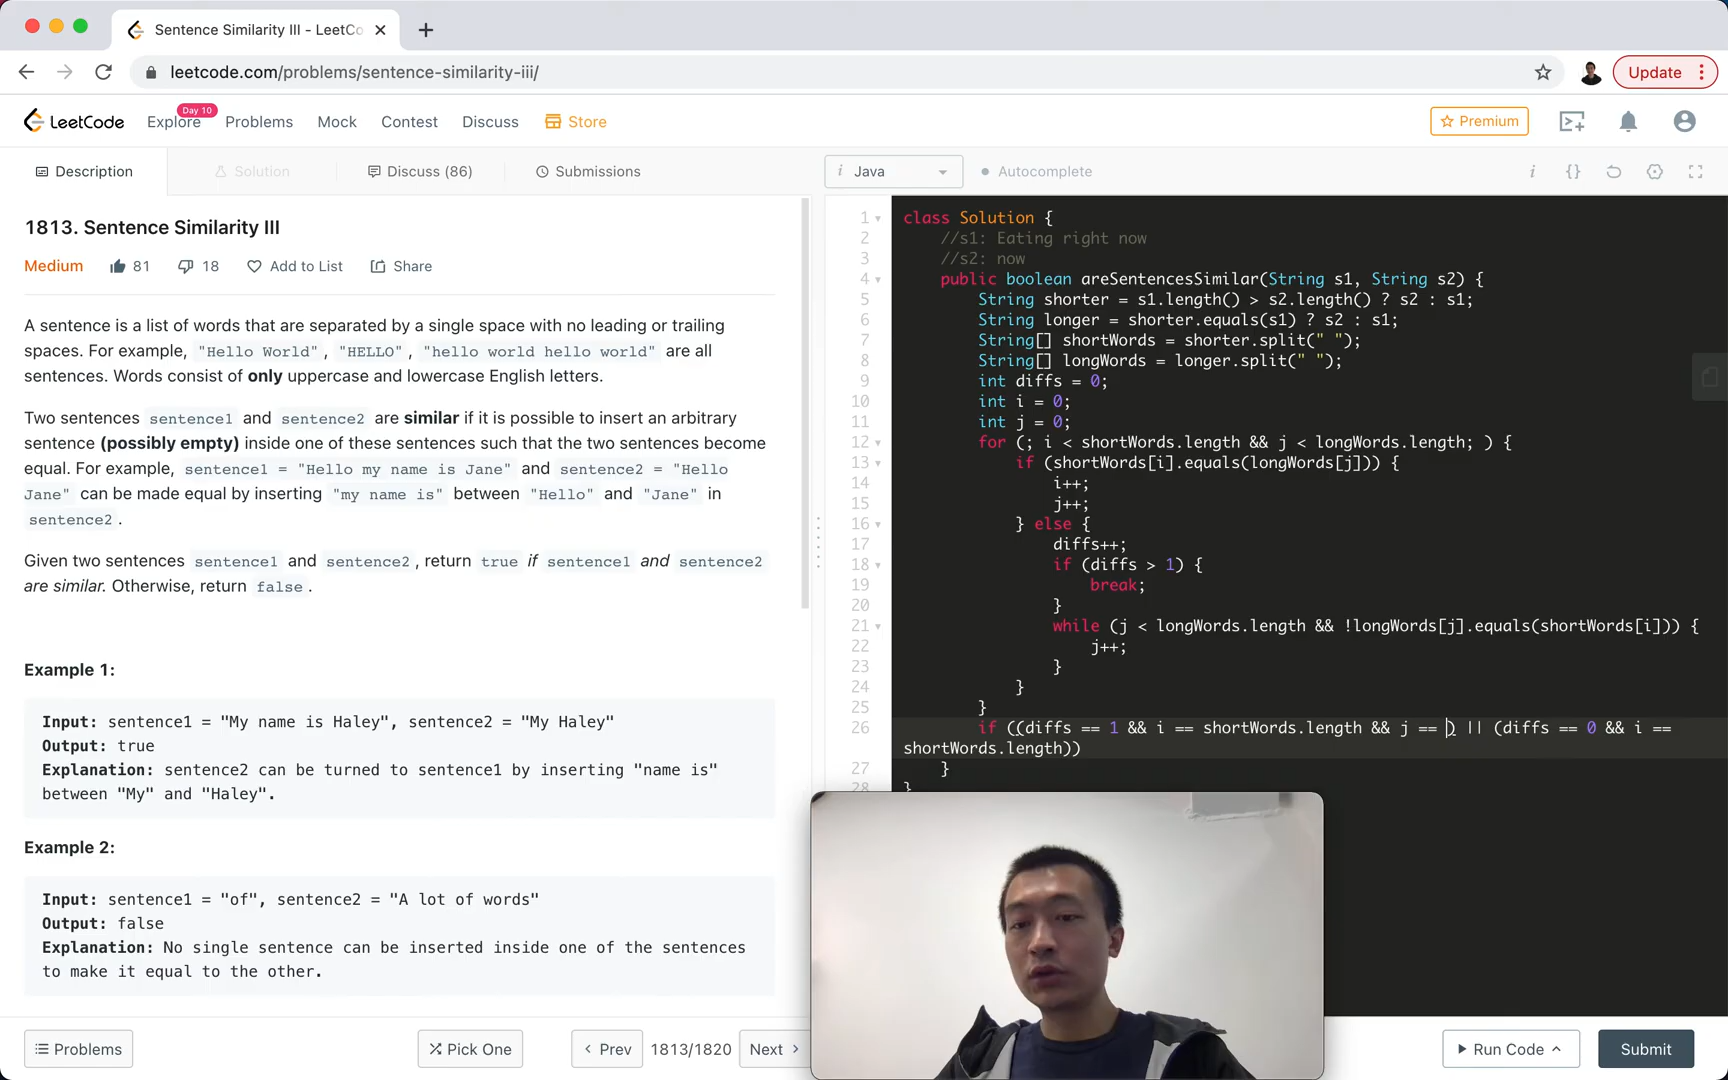 Sentence Similarity III - LeetCo
leetcode.com/problems/sentence-similarity-iii/
Update
LeetCode
Explore
Day 10
Problems
Mock
Contest
Discuss
Store
Premium
Description
Solution
Discuss (86)
Submissions
i Java
Autocomplete
i {}
1813. Sentence Similarity III
Medium 81 18 Add to List Share
A sentence is a list of words that are separated by a single space with no leading or trailing
spaces. For example, "Hello World", "HELLO", "hello world hello world" are all
sentences. Words consist of only uppercase and lowercase English letters.
Two sentences sentence1 and sentence2 are similar if it is possible to insert an arbitrary
sentence (possibly empty) inside one of these sentences such that the two sentences become
equal. For example, sentence1 = "Hello my name is Jane" and sentence2 = "Hello
Jane" can be made equal by inserting "my name is" between "Hello" and "Jane" in
sentence2.
Given two sentences sentence1 and sentence2, return true if sentence1 and sentence2
are similar. Otherwise, return false.
Example 1:
Input: sentence1 = "My name is Haley", sentence2 = "My Haley"
Output: true
Explanation: sentence2 can be turned to sentence1 by inserting "name is"
between "My" and "Haley".
Example 2:
Input: sentence1 = "of", sentence2 = "A lot of words"
Output: false
Explanation: No single sentence can be inserted inside one of the sentences
to make it equal to the other.
1 class Solution {
2 //s1: Eating right now
3 //s2: now
4 public boolean areSentencesSimilar(String s1, String s2) {
5 String shorter = s1.length() > s2.length() ? s2 : s1;
6 String longer = shorter.equals(s1) ? s2 : s1;
7 String[] shortWords = shorter.split(" ");
8 String[] longWords = longer.split(" ");
9 int diffs = 0;
10 int i = 0;
11 int j = 0;
12 for (; i < shortWords.length && j < longWords.length; ) {
13 if (shortWords[i].equals(longWords[j])) {
14 i++;
15 j++;
16 } else {
17 diffs++;
18 if (diffs > 1) {
19 break;
20 }
21 while (j < longWords.length && !longWords[j].equals(shortWords[i])) {
22 j++;
23 }
24 }
25 }
26 if ((diffs == 1 && i == shortWords.length && j == ) || (diffs == 0 && i ==
shortWords.length))
27 }
28 }
Problems
Pick One
Prev
1813/1820
Next
Run Code
Submit